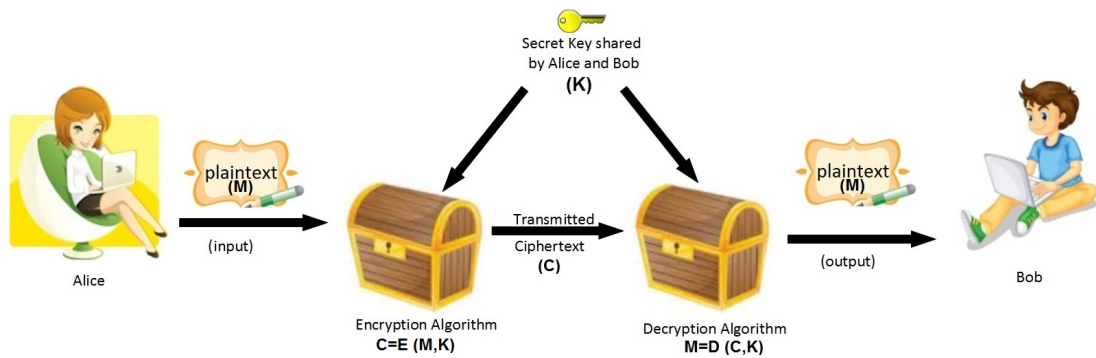 Secret Key shared
by Alice and Bob
(K)
plaintext
(M)
(input)
Alice
Transmitted
Ciphertext
(C)
plaintext
(M)
(output)
Bob
Encryption Algorithm
C=E (M,K)
Decryption Algorithm
M=D (C,K)